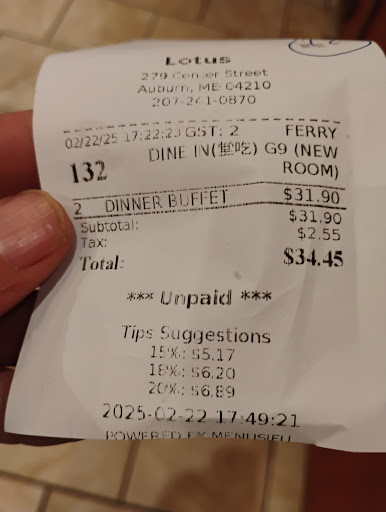 Lotus
279 Center Street
Auburn, ME 04210
207-241-0870
02/22/25 17:22:23 GST: 2 FERRY
132 DINE IN(堂吃) G9 (NEW ROOM)
2 DINNER BUFFET $31.90
Subtotal: $31.90
Tax: $2.55
Total: $34.45
*** Unpaid ***
Tips Suggestions
15%: $5.17
18%: $6.20
20%: $6.89
2025-02-22 17:49:21
POWERED BY MENUSIFU